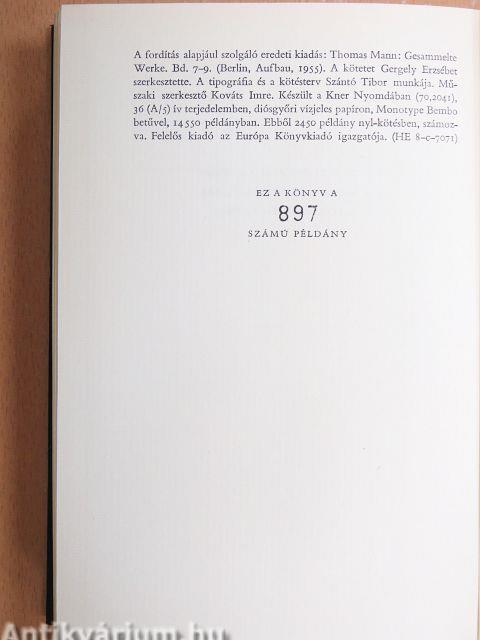 A fordítás alapjául szolgáló eredeti kiadás: Thomas Mann: Gesammelte
Werke. Bd. 7–9. (Berlin, Aufbau, 1955). A kötetet Gergely Erzsébet
szerkesztette. A tipográfia és a kötésterv Szántó Tibor munkája. Mű-
szaki szerkesztő Kováts Imre. Készült a Kner Nyomdában (70,2041),
36 (A/5) ív terjedelemben, diósgyőri vízjeles papíron, Monotype Bembo
betűvel, 14 550 példányban. Ebből 2450 példány nyl-kötésben, számoz-
va. Felelős kiadó az Európa Könyvkiadó igazgatója. (HE 8–c–7071)
EZ A KÖNYV A
897
SZÁMÚ PÉLDÁNY
Antikvárium.hu